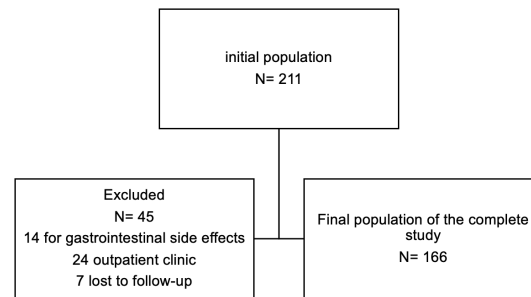 initial population
N= 211
Excluded
N= 45
14 for gastrointestinal side effects
24 outpatient clinic
7 lost to follow-up
Final population of the complete
study
N= 166